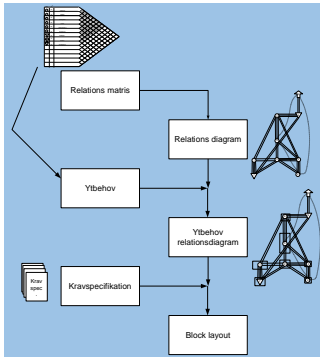 Relations matris
Relations diagram
Ytbehov
Ytbehov
relationsdiagram
Krav
spec
.
Kravspecifikation
Block layout